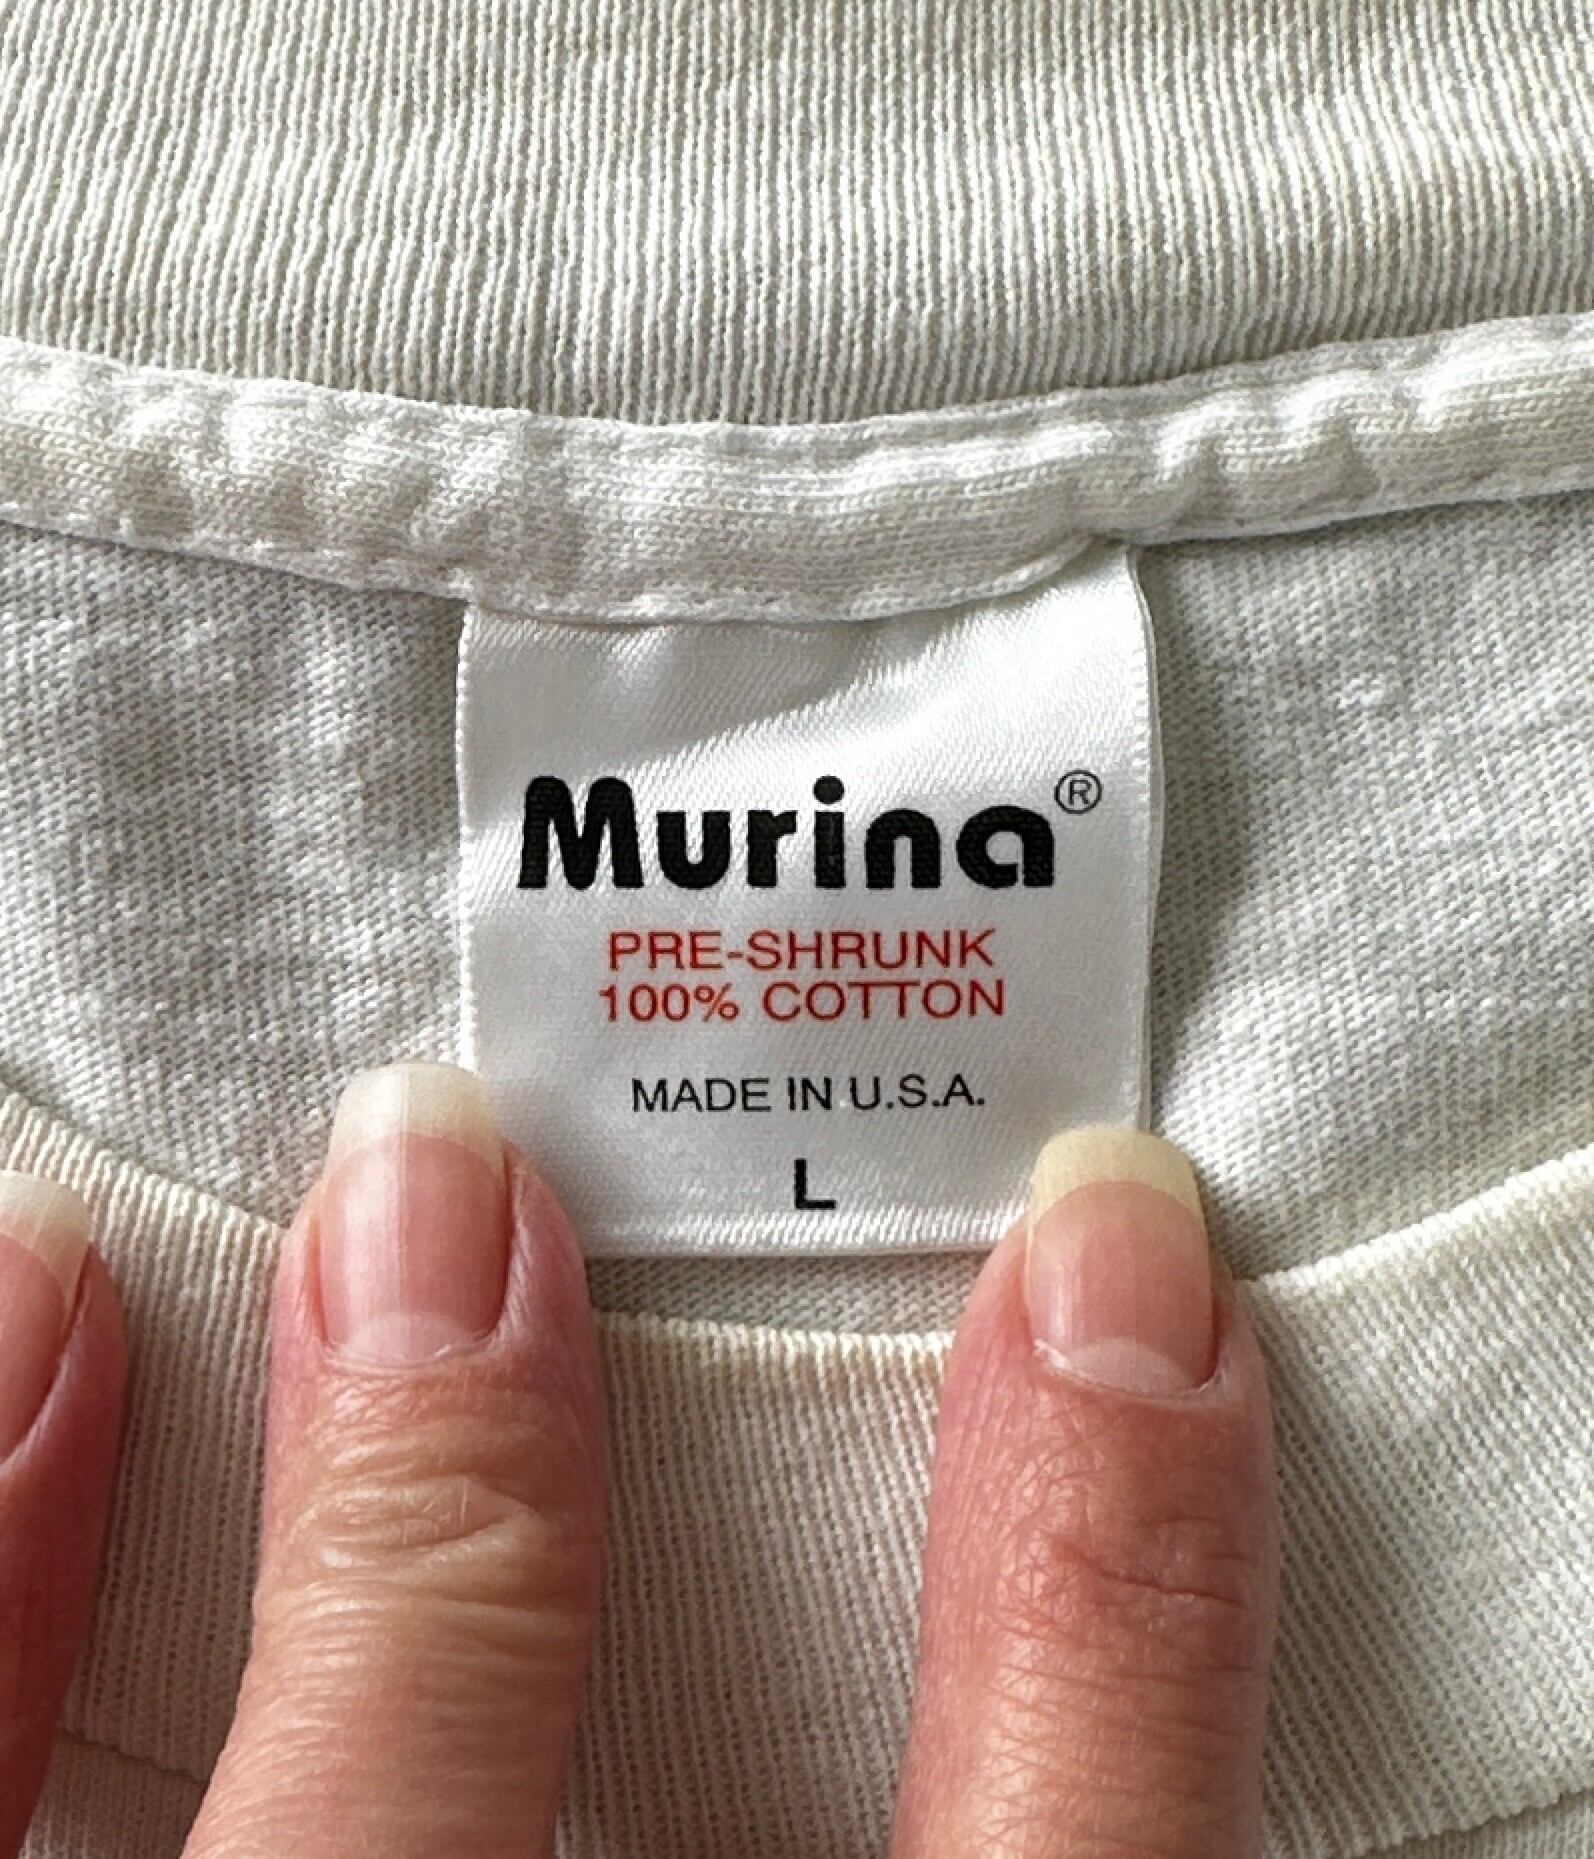 Murina®
PRE-SHRUNK
100% COTTON
MADE IN U.S.A.
L